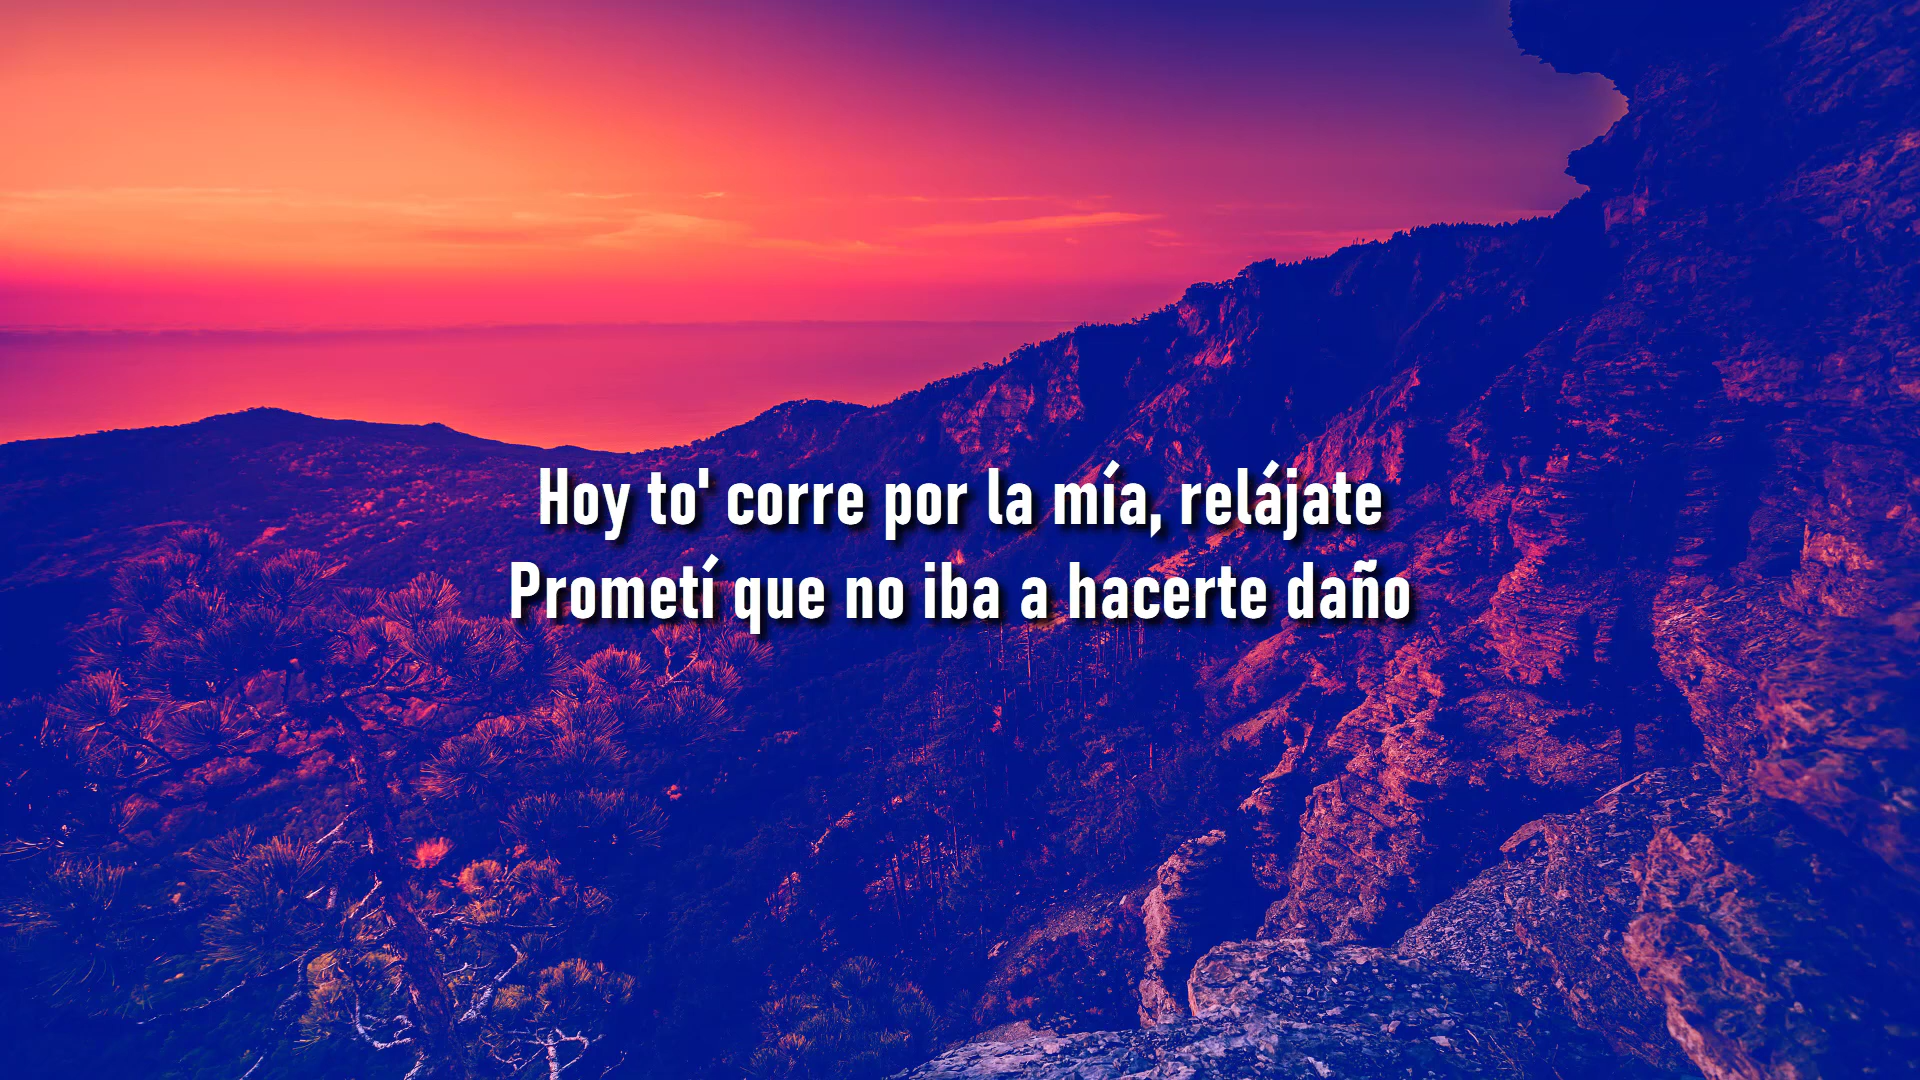 Hoy to' corre por la mía, relájate
Prometí que no iba a hacerte daño